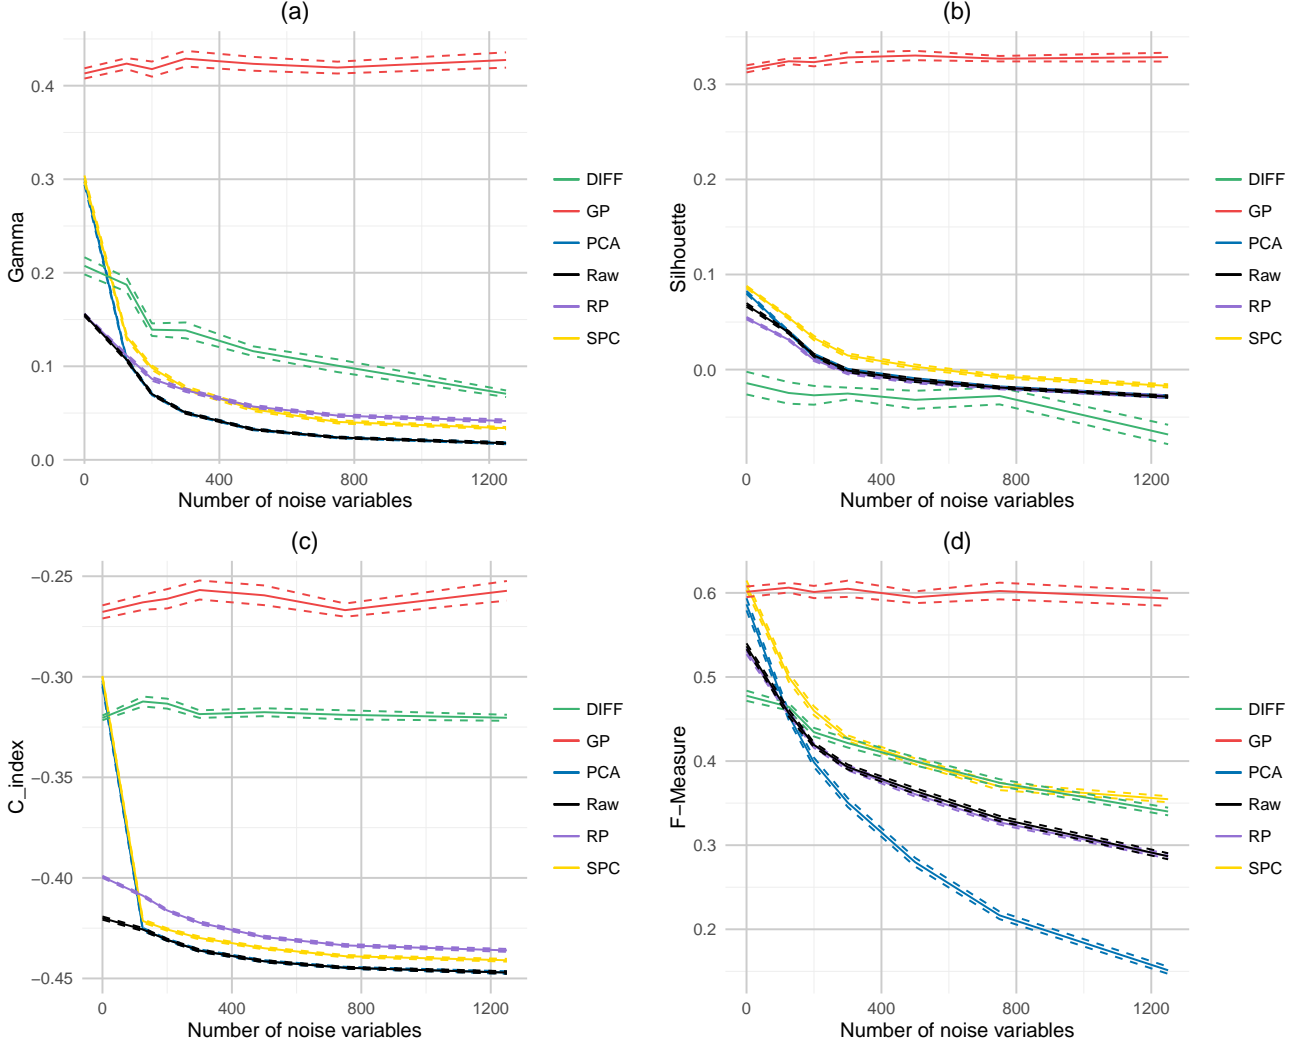 (a)
Gamma
0.4
0.3
0.2
0.1
0.0
0 400 800 1200
Number of noise variables
DIFF
GP
PCA
Raw
RP
SPC
(b)
Silhouette
0.3
0.2
0.1
0.0
0 400 800 1200
Number of noise variables
DIFF
GP
PCA
Raw
RP
SPC
(c)
C_index
−0.25
−0.30
−0.35
−0.40
−0.45
0 400 800 1200
Number of noise variables
DIFF
GP
PCA
Raw
RP
SPC
(d)
F−Measure
0.6
0.5
0.4
0.3
0.2
0 400 800 1200
Number of noise variables
DIFF
GP
PCA
Raw
RP
SPC